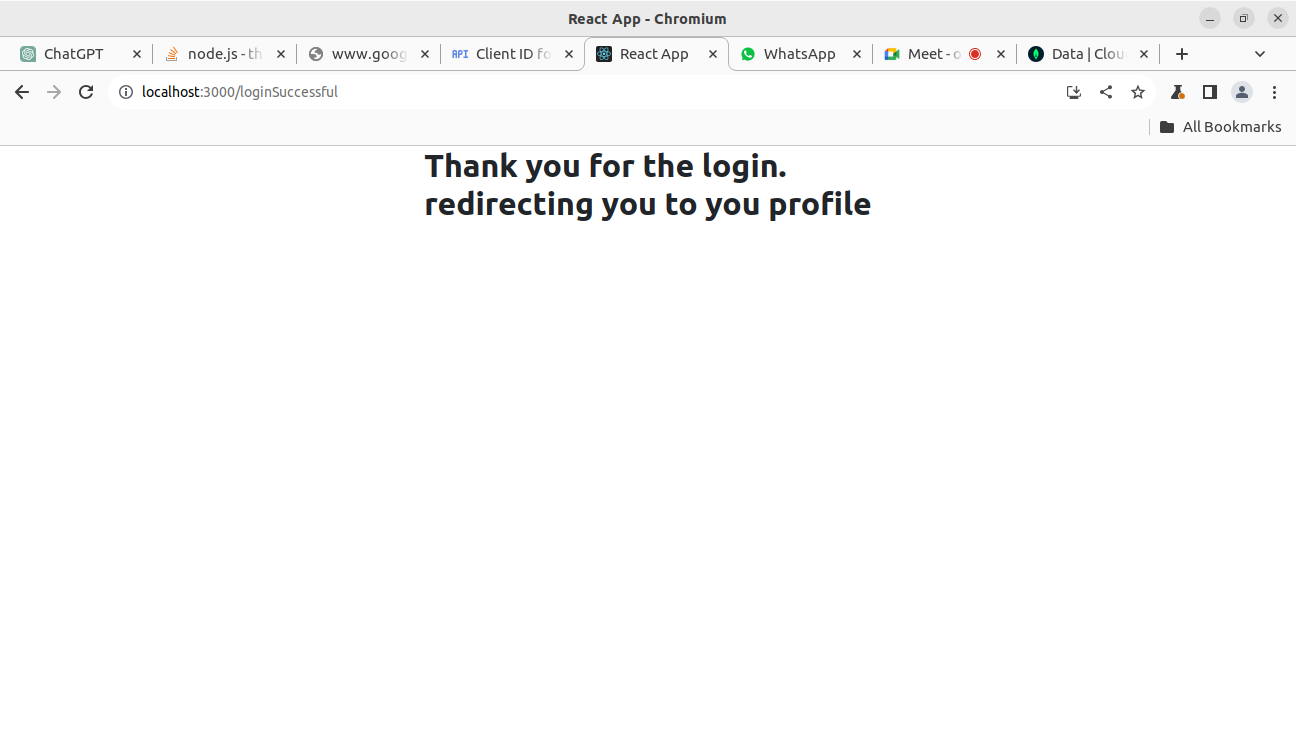 React App - Chromium
ChatGPT
node.js - th
www.goog
API Client ID fo
React App
WhatsApp
Meet - o
Data | Clou
localhost:3000/loginSuccessful
All Bookmarks
Thank you for the login.
redirecting you to you profile